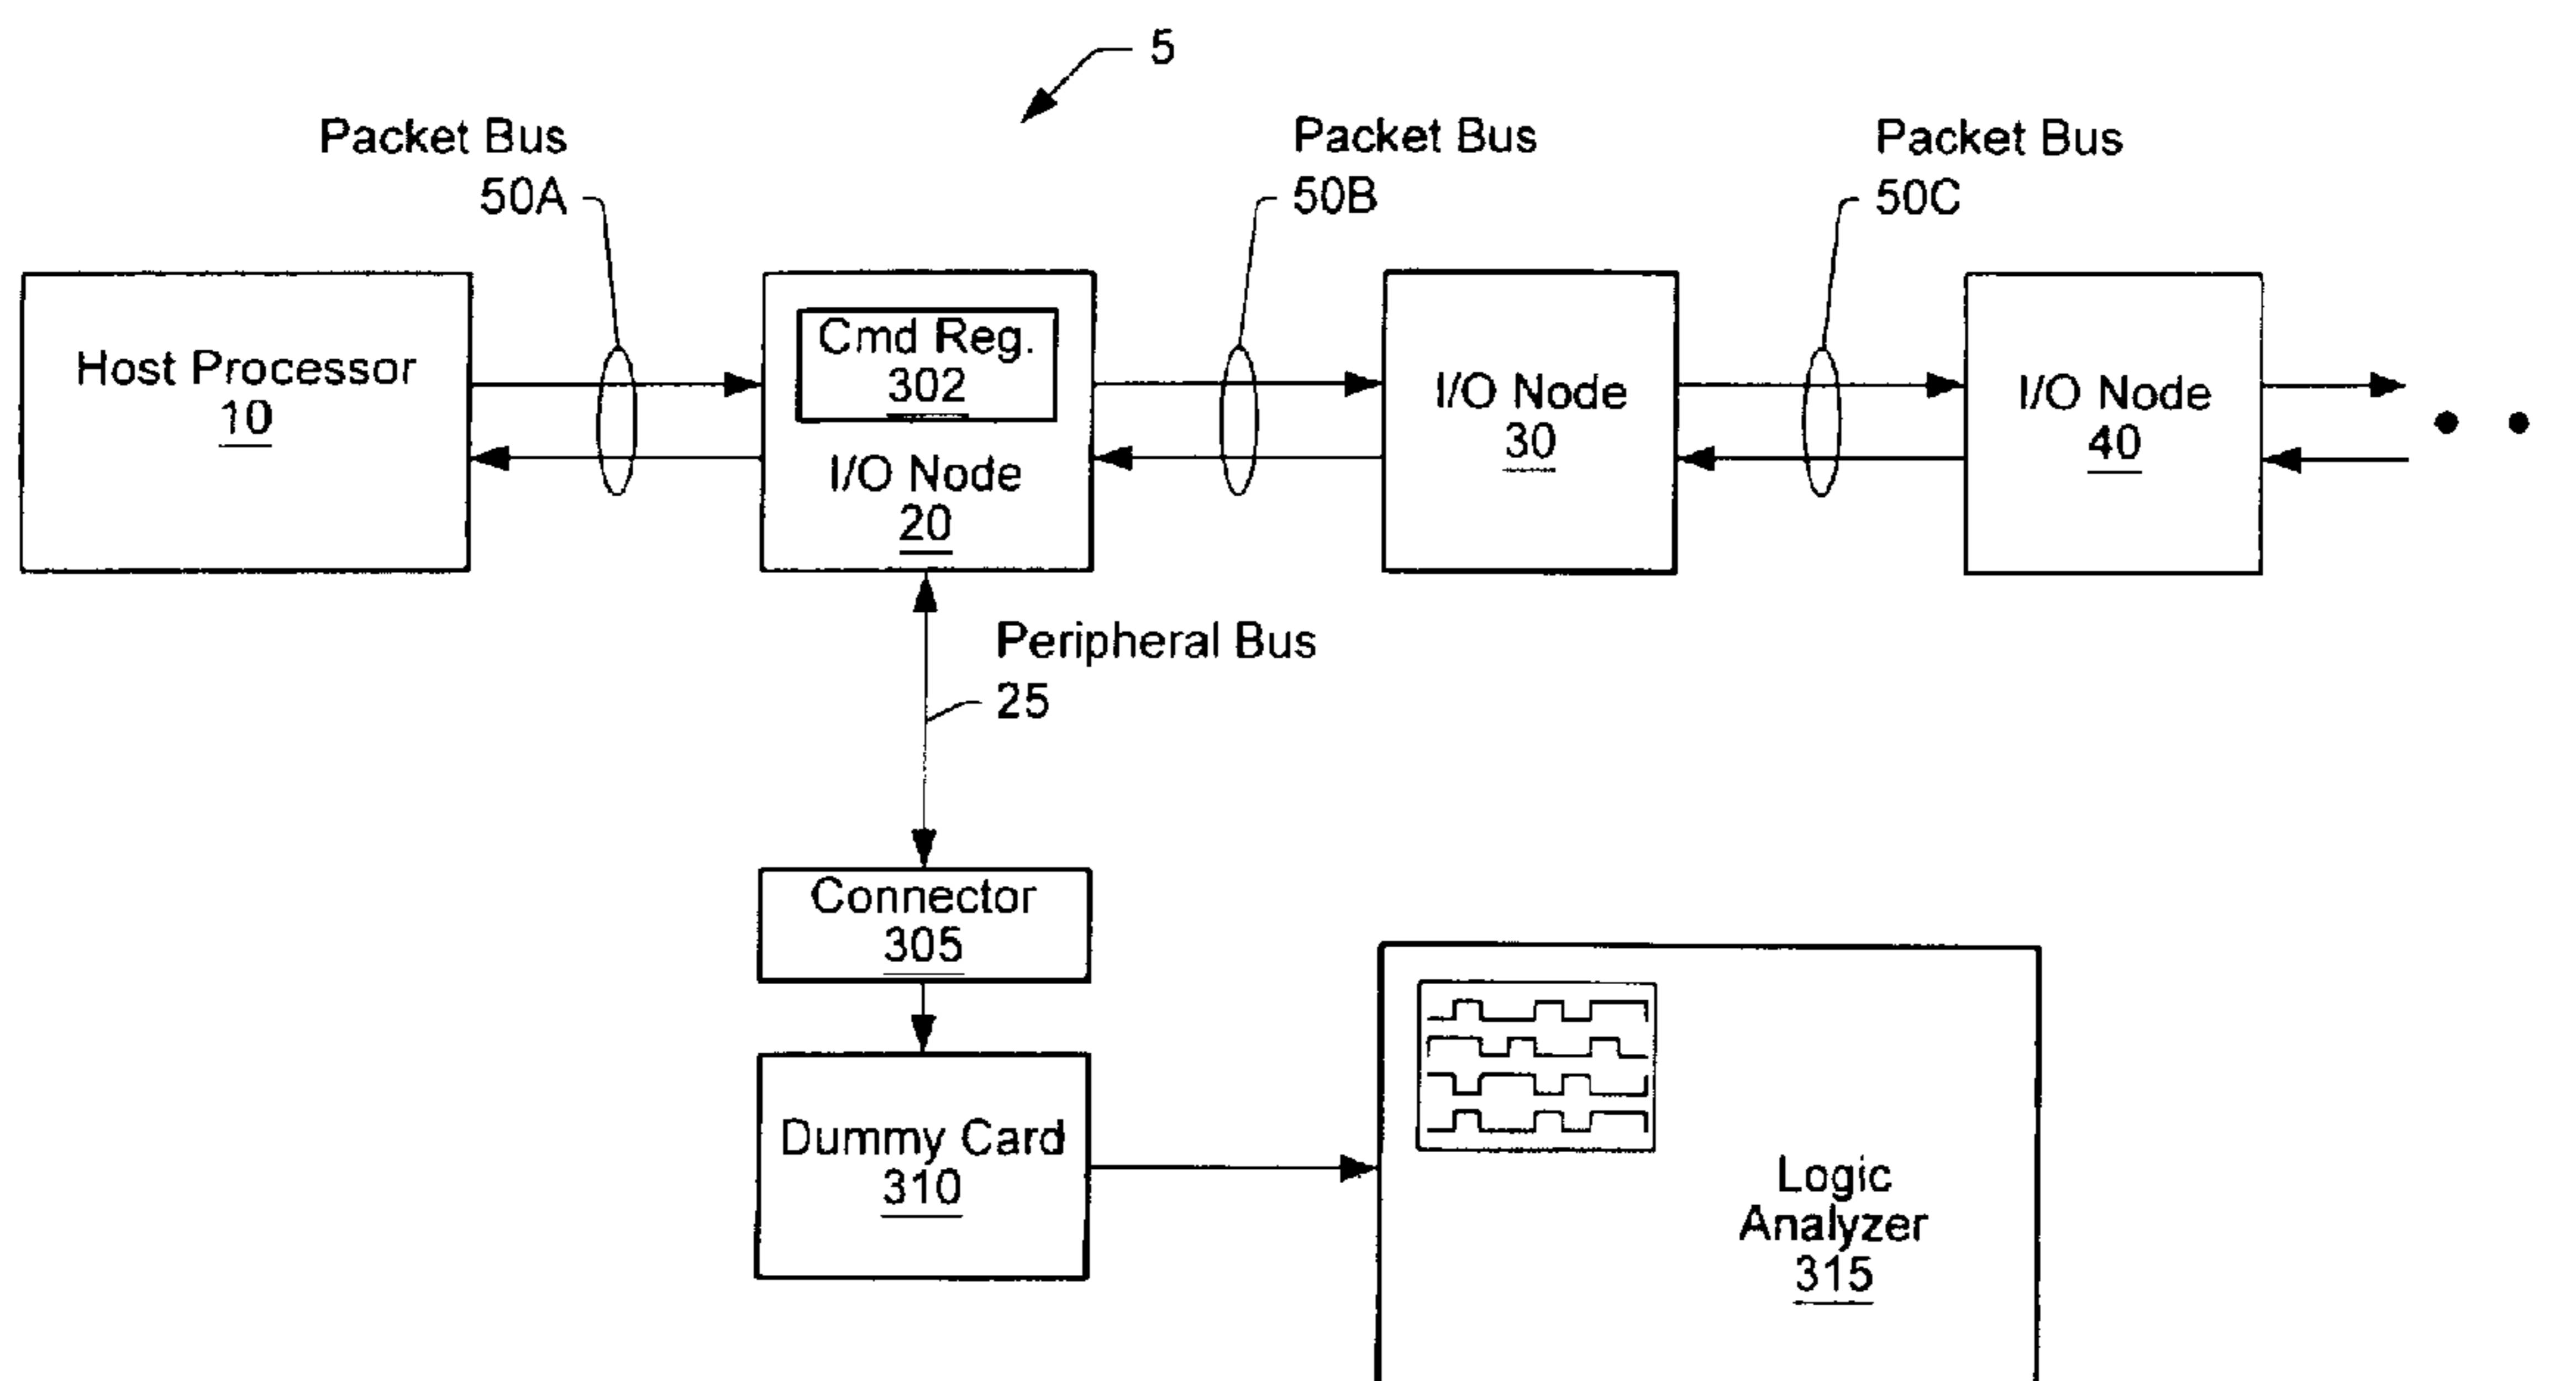 5
Packet Bus
50A
Packet Bus
50B
Packet Bus
50C
Host Processor
10
Cmd Reg.
302
I/O Node
20
I/O Node
30
I/O Node
40
Peripheral Bus
25
Connector
305
Dummy Card
310
Logic
Analyzer
315